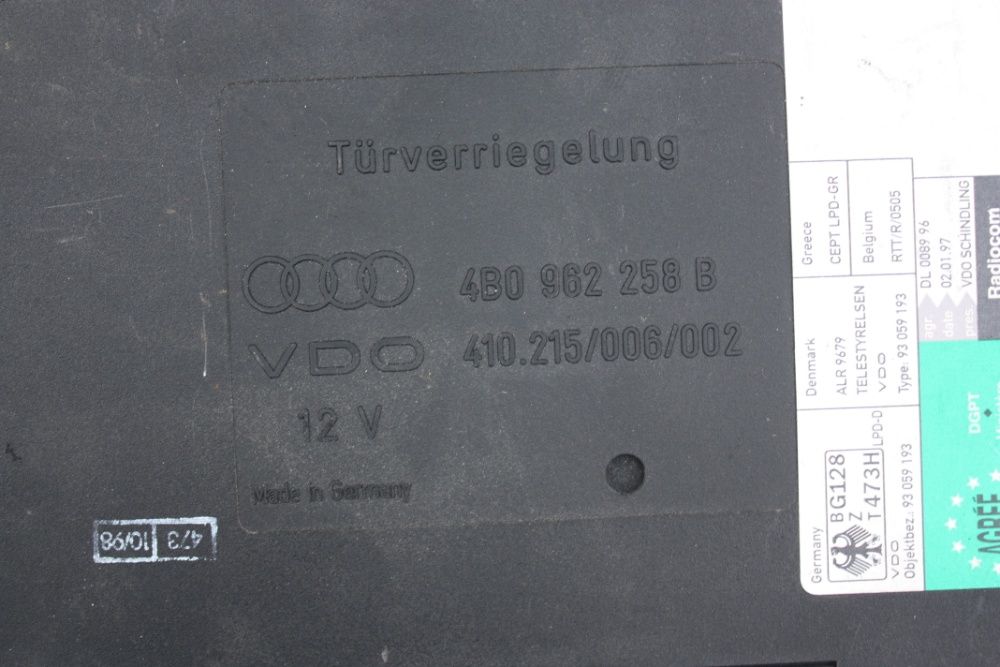 Türverriegelung
4B0 962 258 B
VDO 410.215/006/002
12 V
Made in Germany
473 10/98
Greece
CEPT LPD-GR
Belgium
RTT/R/0505
Denmark
ALR 9679
TELESTYRELSEN
VDO
Type: 93 059 193
Germany
BG128
Z
T473H
LPD-D
VDO
Objektbez.: 93 059 193
agr. D.L 0089 96
date 02.01.97
pres. VDO SCHINDLING
Radiocom
DGPT
AGRÉÉ